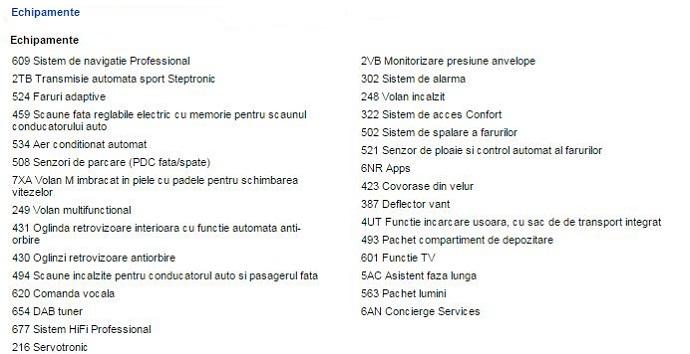 Echipamente
Echipamente
609 Sistem de navigatie Professional
2TB Transmisie automata sport Steptronic
524 Faruri adaptive
459 Scaune fata reglabile electric cu memorie pentru scaunul
conducatorului auto
534 Aer conditionat automat
508 Senzori de parcare (PDC fata/spate)
7XA Volan M imbracat in piele cu padele pentru schimbarea
vitezelor
249 Volan multifunctional
431 Oglinda retrovizoare interioara cu functie automata anti-
orbire
430 Oglinzi retrovizoare antiorbire
494 Scaune incalzite pentru conducatorul auto si pasagerul fata
620 Comanda vocala
654 DAB tuner
677 Sistem HiFi Professional
216 Servotronic
2VB Monitorizare presiune anvelope
302 Sistem de alarma
248 Volan incalzit
322 Sistem de acces Confort
502 Sistem de spalare a farurilor
521 Senzor de ploaie si control automat al farurilor
6NR Apps
423 Covorase din velur
387 Deflector vant
4UT Functie incarcare usoara, cu sac de de transport integrat
493 Pachet compartiment de depozitare
601 Functie TV
5AC Asistent faza lunga
563 Pachet lumini
6AN Concierge Services